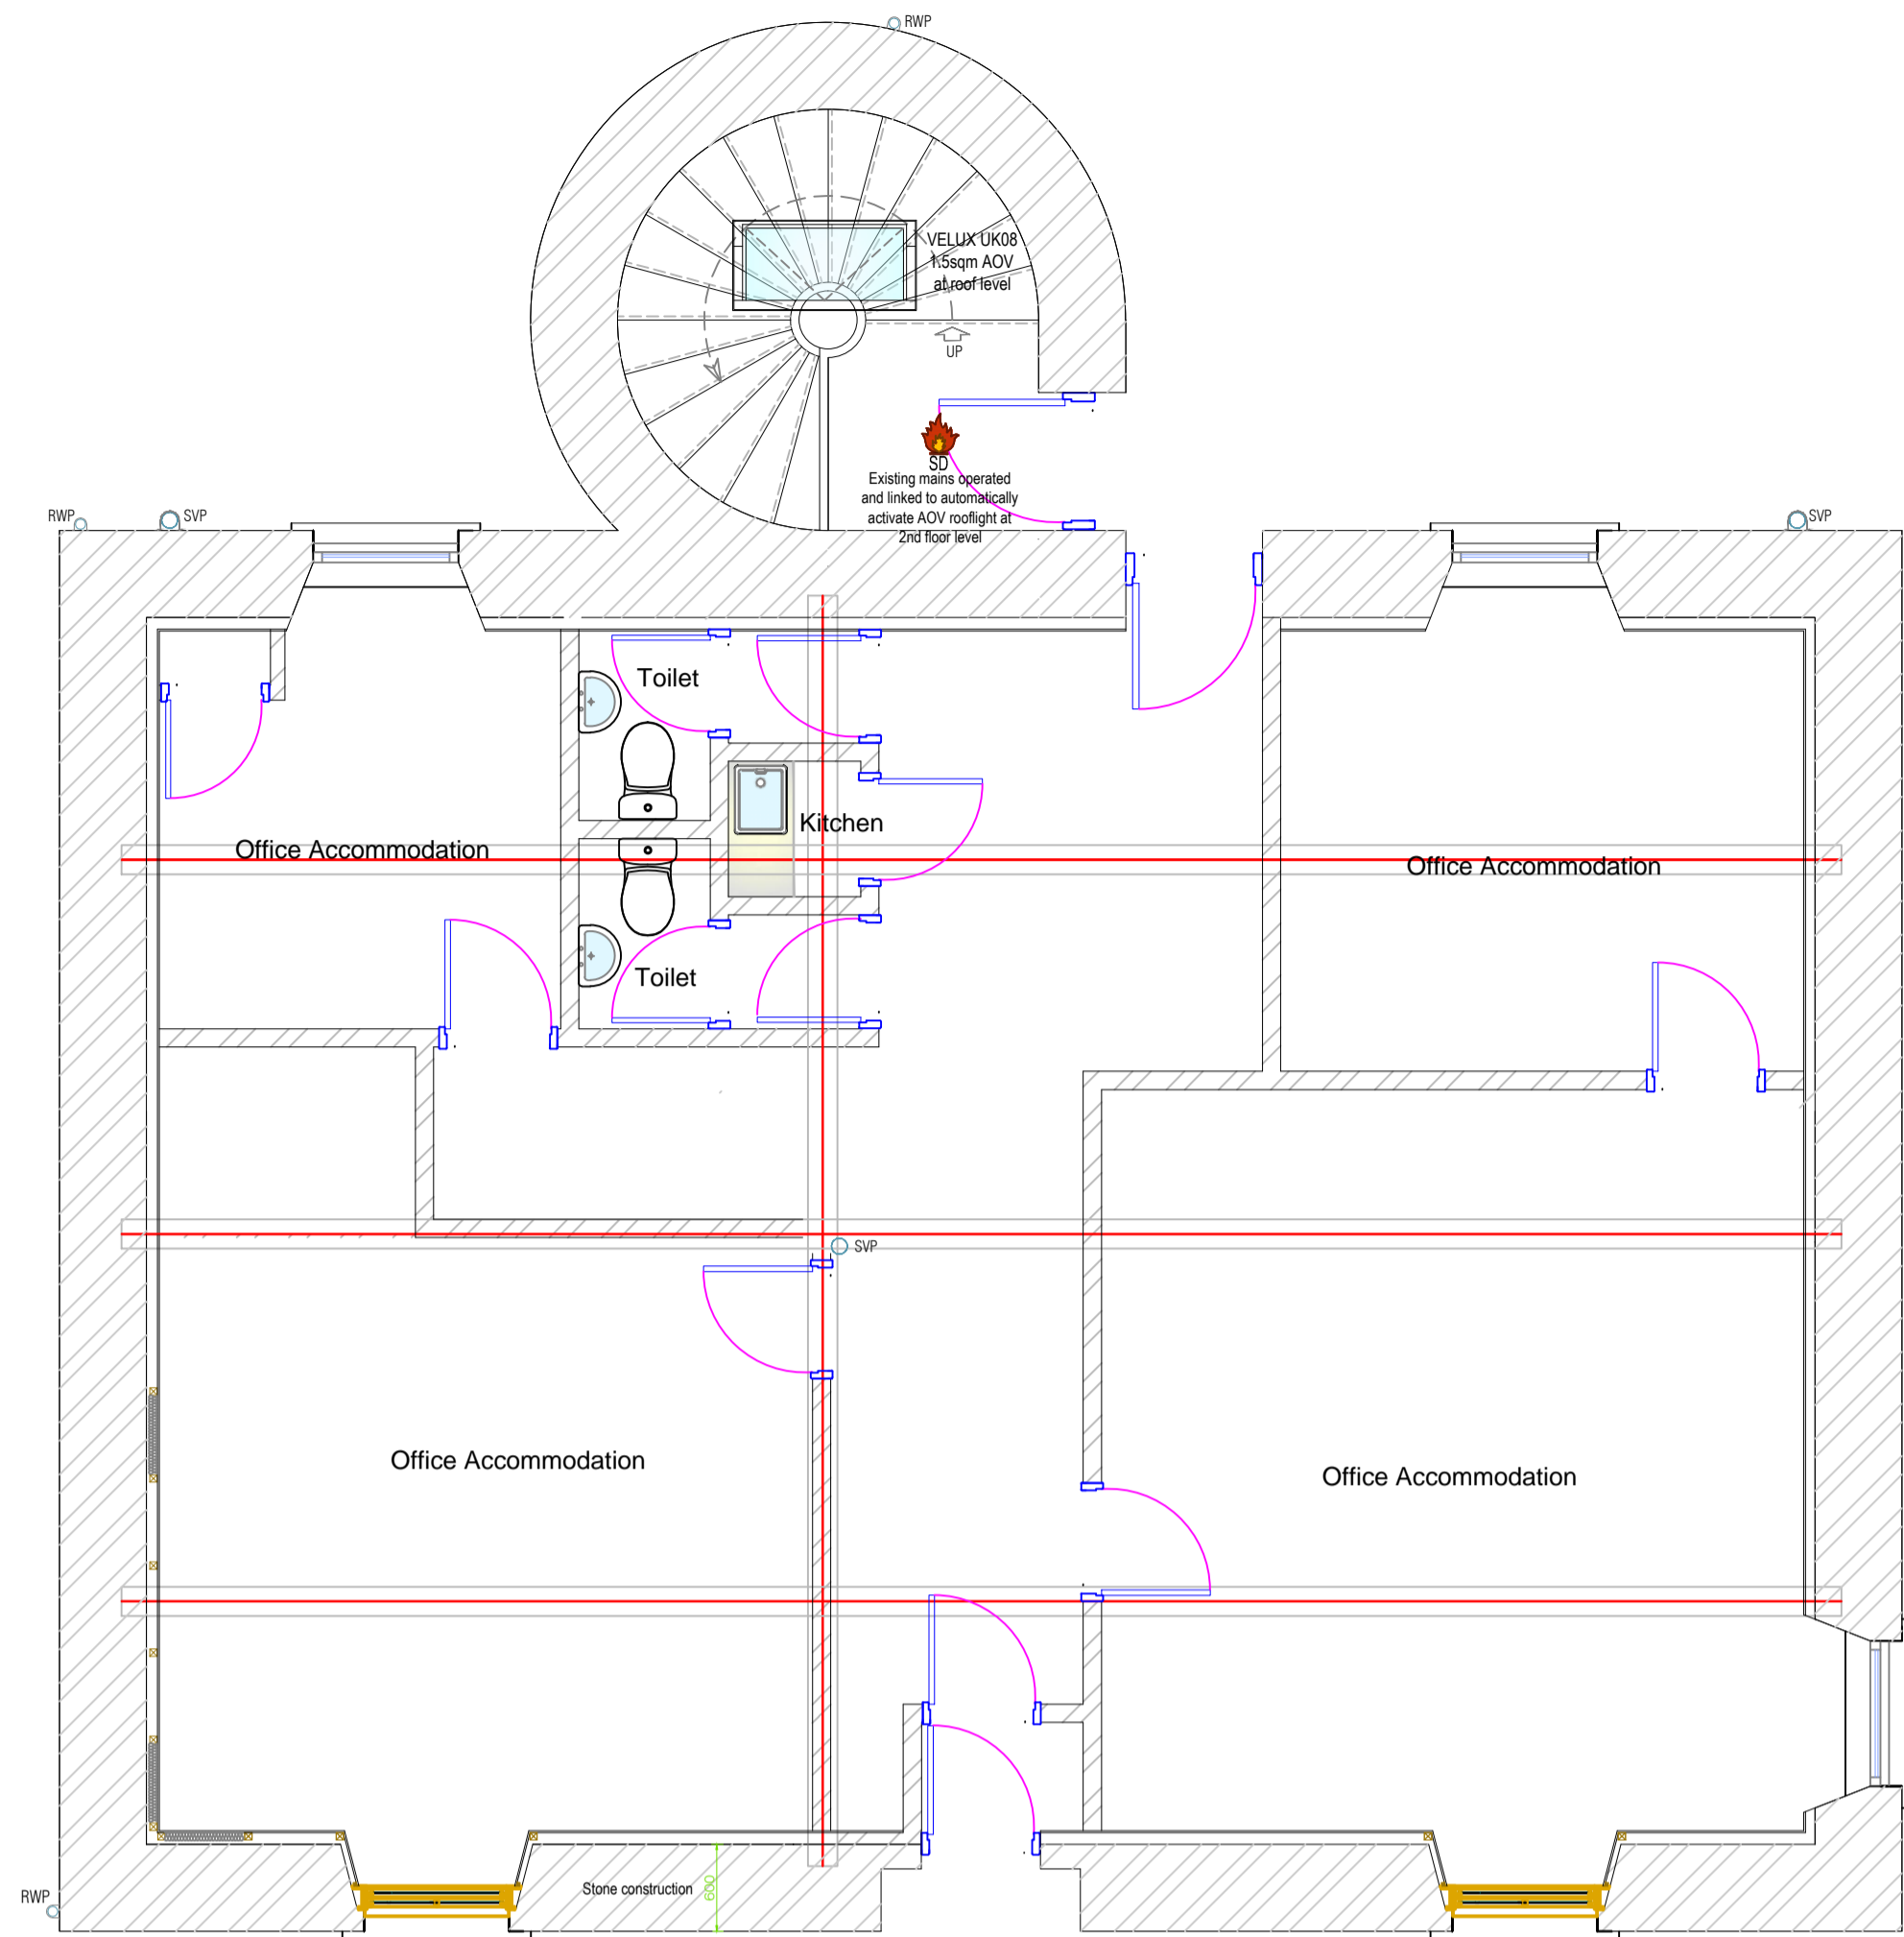 RWP
VELUX UK08
1.5sqm AOV
at roof level
UP
SD
Existing mains operated
and linked to automatically
activate AOV rooflight at
2nd floor level
RWP
SVP
SVP
Toilet
Kitchen
Office Accommodation
Office Accommodation
Toilet
SVP
Office Accommodation
Office Accommodation
Stone construction
600
RWP